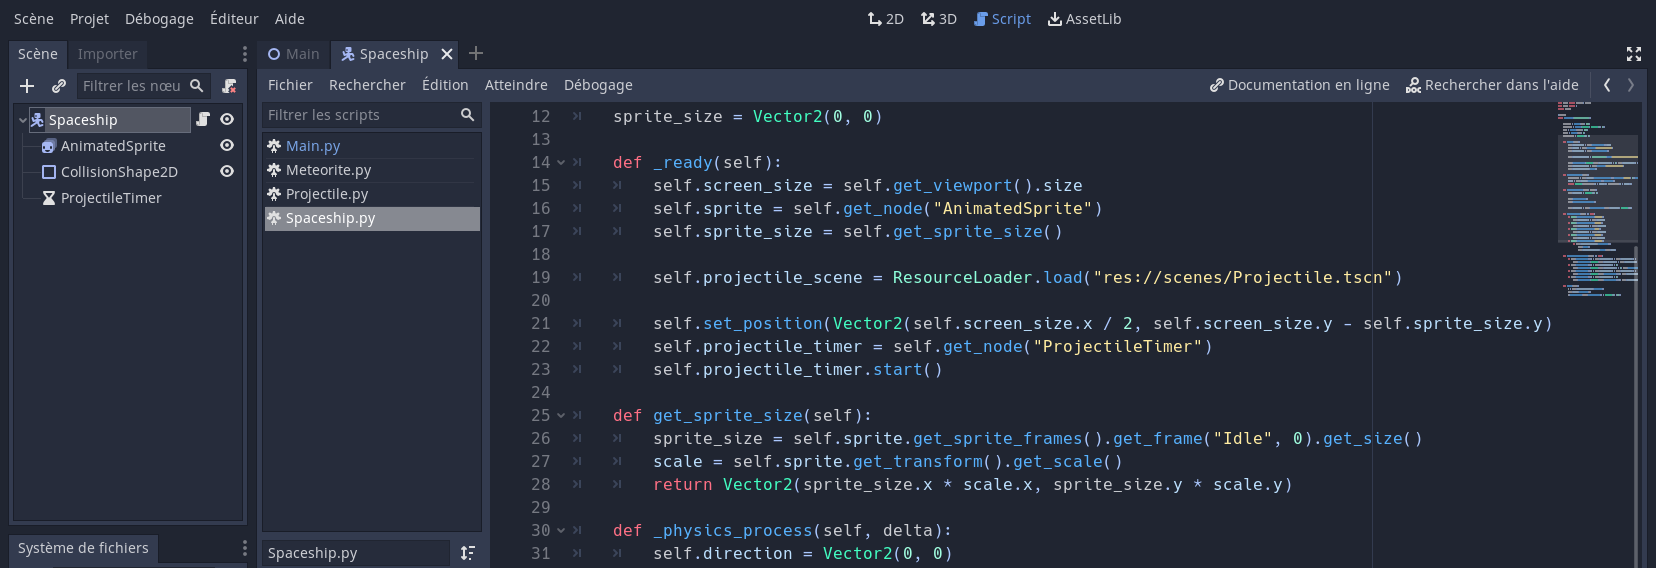 Scène Projet Débogage Éditeur Aide 2D 3D Script AssetLib
Scène Importer
Filtrer les nœu
Spaceship
AnimatedSprite
CollisionShape2D
ProjectileTimer
Système de fichiers
Main Spaceship
Fichier Rechercher Édition Atteindre Débogage Documentation en ligne Rechercher dans l'aide
Filtrer les scripts
Main.py
Meteorite.py
Projectile.py
Spaceship.py
Spaceship.py
12 sprite_size = Vector2(0, 0)
13
14 def _ready(self):
15 self.screen_size = self.get_viewport().size
16 self.sprite = self.get_node("AnimatedSprite")
17 self.sprite_size = self.get_sprite_size()
18
19 self.projectile_scene = ResourceLoader.load("res://scenes/Projectile.tscn")
20
21 self.set_position(Vector2(self.screen_size.x / 2, self.screen_size.y - self.sprite_size.y)
22 self.projectile_timer = self.get_node("ProjectileTimer")
23 self.projectile_timer.start()
24
25 def get_sprite_size(self):
26 sprite_size = self.sprite.get_sprite_frames().get_frame("Idle", 0).get_size()
27 scale = self.sprite.get_transform().get_scale()
28 return Vector2(sprite_size.x * scale.x, sprite_size.y * scale.y)
29
30 def _physics_process(self, delta):
31 self.direction = Vector2(0, 0)